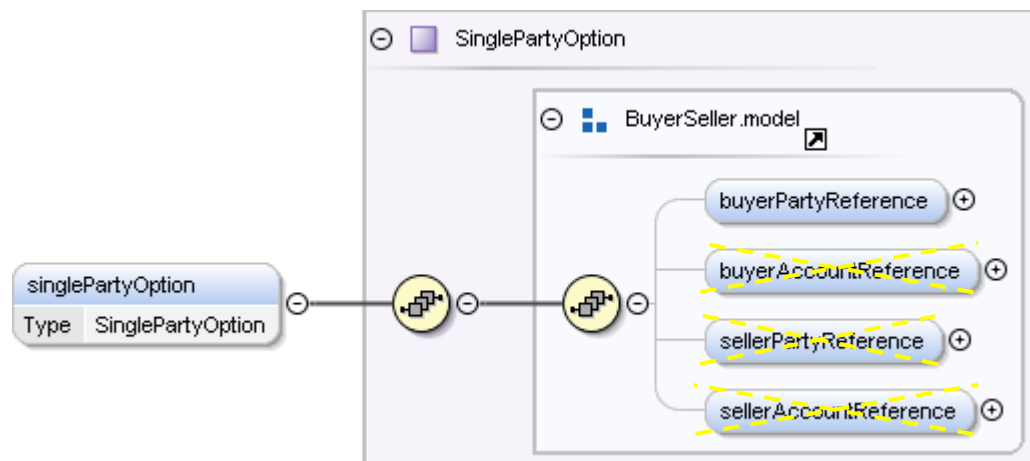 SinglePartyOption
BuyerSeller.model
buyerPartyReference
buyerAccountReference
singlePartyOption
Type SinglePartyOption
sellerPartyReference
sellerAccountReference